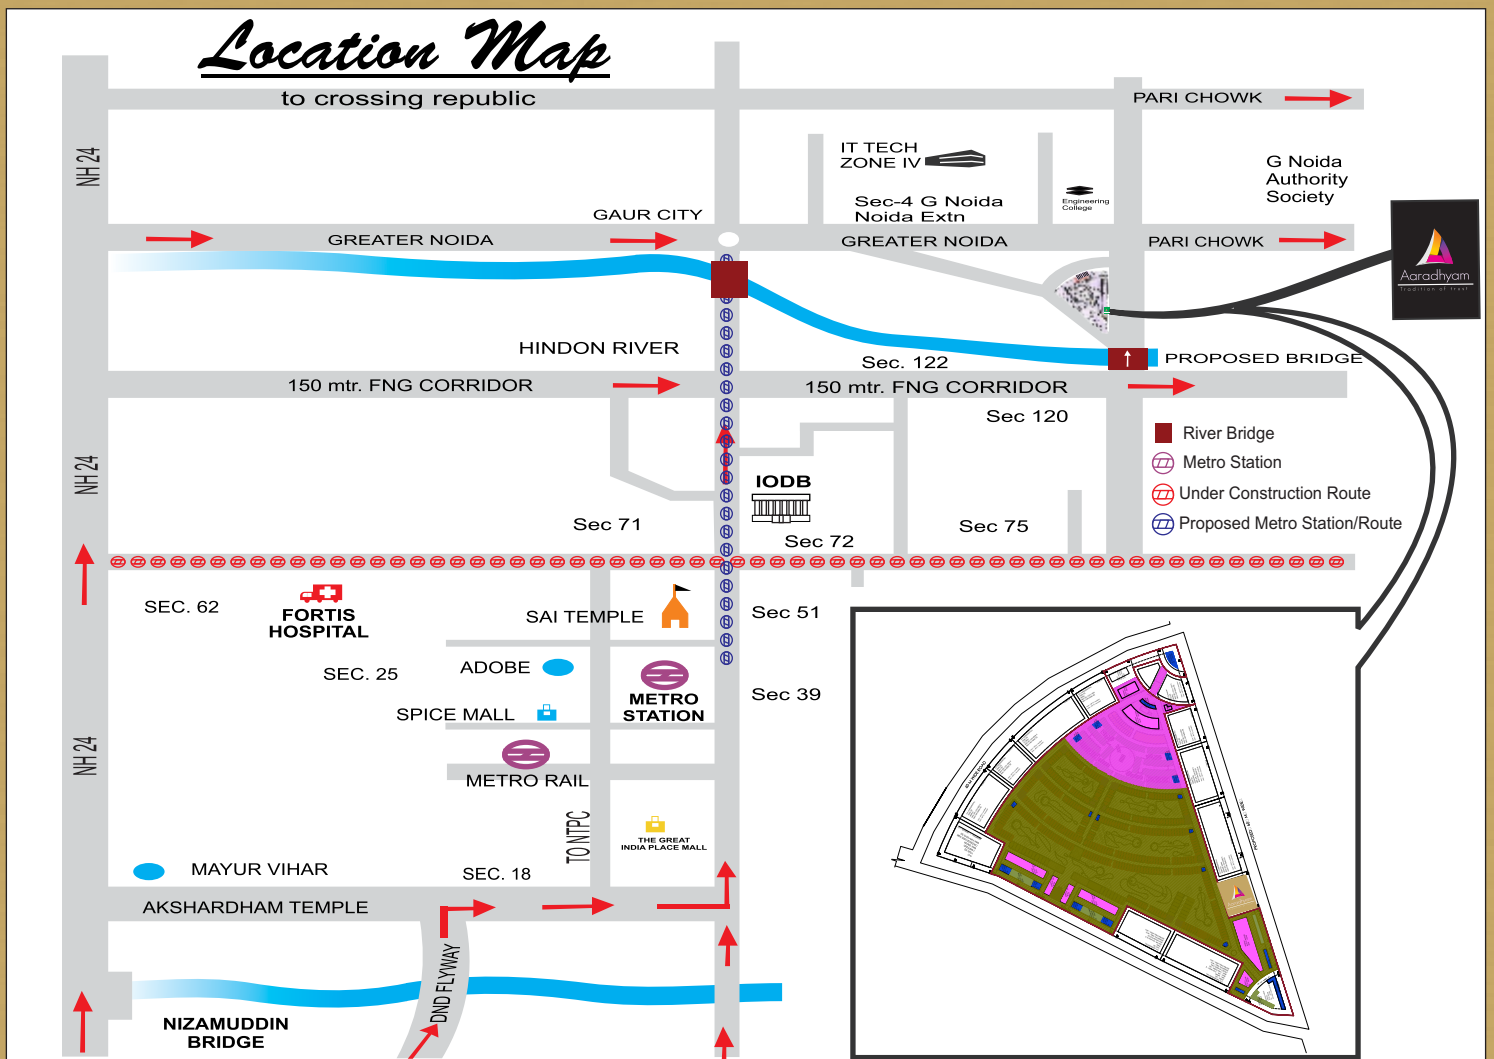 Location Map
to crossing republic
PARI CHOWK
NH 24
IT TECH
ZONE IV
Engineering
College
G Noida
Authority
Society
Sec-4 G Noida
Noida Extn
GAUR CITY
GREATER NOIDA
GREATER NOIDA
PARI CHOWK
Aaradhyam
Tradition of trust
HINDON RIVER
Sec. 122
PROPOSED BRIDGE
150 mtr. FNG CORRIDOR
150 mtr. FNG CORRIDOR
Sec 120
River Bridge
Metro Station
Under Construction Route
Proposed Metro Station/Route
NH 24
IODB
Sec 71
Sec 72
Sec 75
SEC. 62
FORTIS
HOSPITAL
SAI TEMPLE
Sec 51
SEC. 25
ADOBE
METRO
STATION
Sec 39
SPICE MALL
NH 24
METRO RAIL
TO NTPC
THE GREAT
INDIA PLACE MALL
MAYUR VIHAR
SEC. 18
AKSHARDHAM TEMPLE
DND FLYWAY
NIZAMUDDIN
BRIDGE